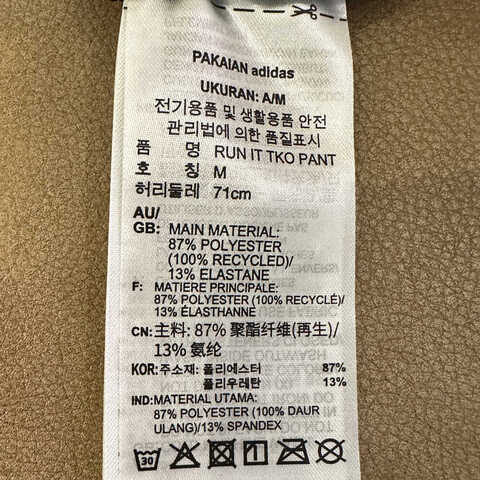 PAKAIAN adidas
UKURAN: A/M
전기용품 및 생활용품 안전
관리법에 의한 품질표시
품 명 RUN IT TKO PANT
호 칭 M
허리둘레 71cm
AU/
GB: MAIN MATERIAL:
87% POLYESTER
(100% RECYCLED)/
13% ELASTANE
F: MATIERE PRINCIPALE:
87% POLYESTER (100% RECYCLÉ)/
13% ÉLASTHANNE
CN: 主料: 87% 聚酯纤维(再生)/
13% 氨纶
KOR: 주소재: 폴리에스터 87%
폴리우레탄 13%
IND: MATERIAL UTAMA:
87% POLYESTER (100% DAUR
ULANG)/13% SPANDEX
30